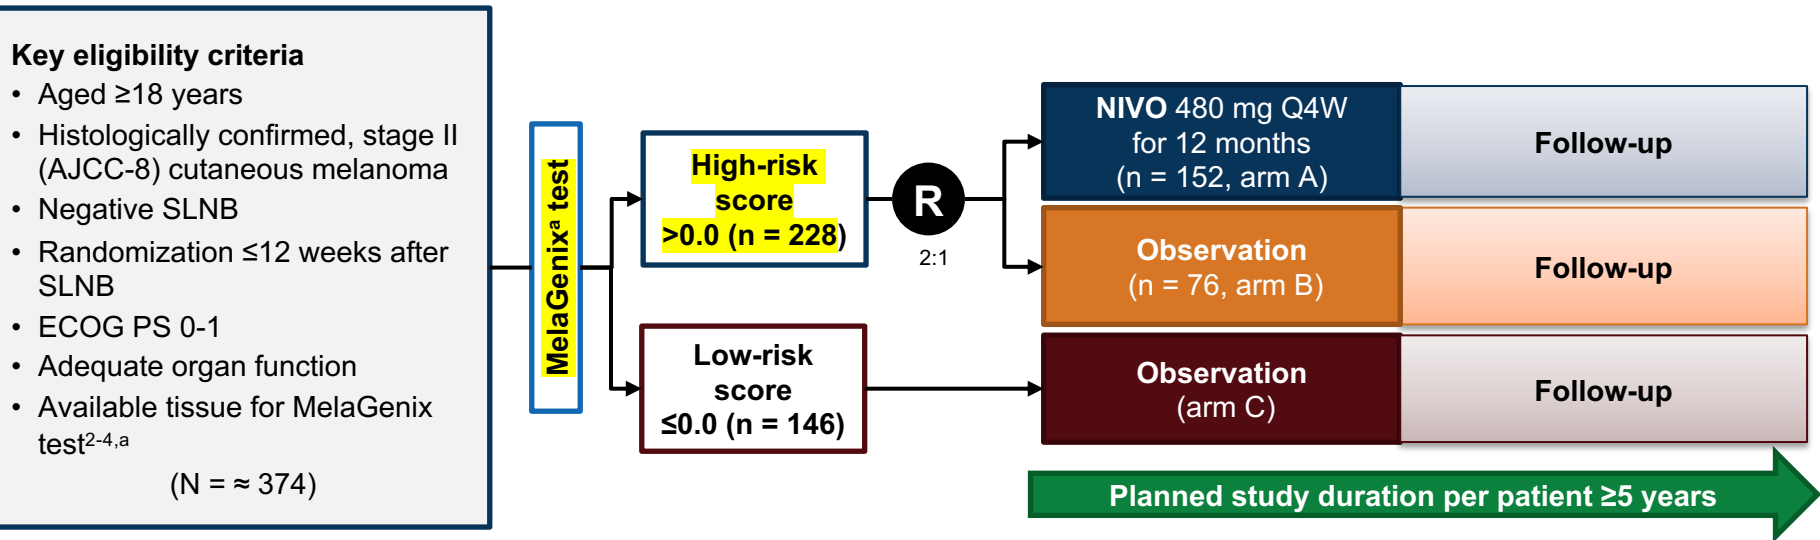 Key eligibility criteria
• Aged ≥18 years
• Histologically confirmed, stage II
(AJCC-8) cutaneous melanoma
• Negative SLNB
• Randomization ≤12 weeks after
SLNB
• ECOG PS 0-1
• Adequate organ function
• Available tissue for MelaGenix
test2-4,a
(N = ≈ 374)
MelaGenixa test
High-risk
score
>0.0 (n = 228)
Low-risk
score
≤0.0 (n = 146)
R
2:1
NIVO 480 mg Q4W
for 12 months
(n = 152, arm A)
Follow-up
Observation
(n = 76, arm B)
Follow-up
Observation
(arm C)
Follow-up
Planned study duration per patient ≥5 years